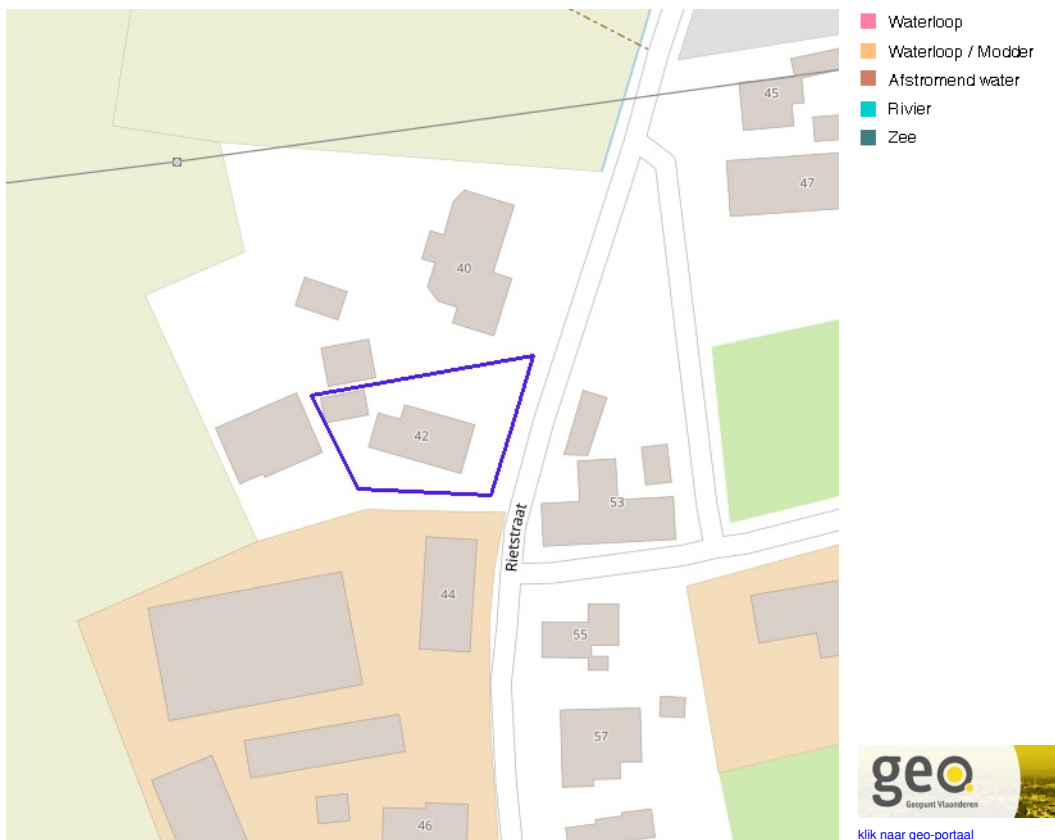 Waterloop
Waterloop / Modder
Afstromend water
Rivier
Zee
45
47
40
42
53
Rietstraat
44
55
57
46
geo.
Geopunt Vlaanderen
klik naar geo-portaal